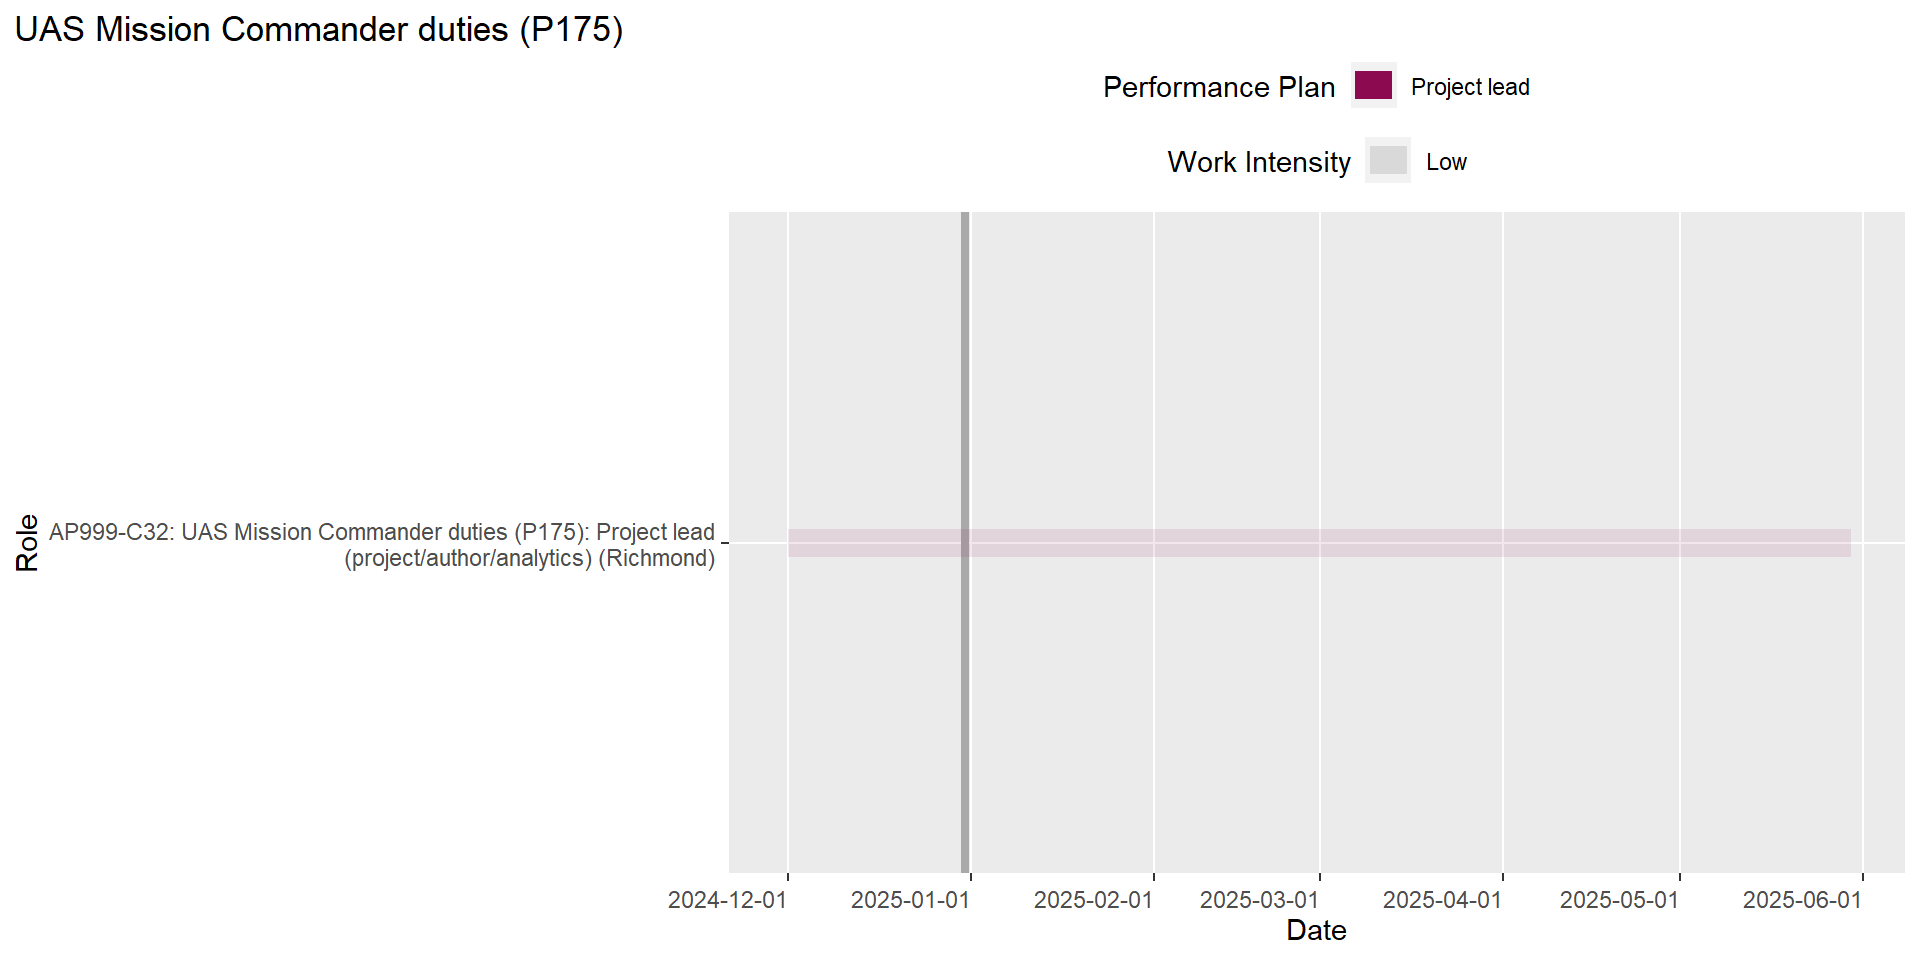 UAS Mission Commander duties (P175)
Performance Plan
Project lead
Work Intensity
Low
Role
AP999-C32: UAS Mission Commander duties (P175): Project lead
(project/author/analytics) (Richmond)
2024-12-01
2025-01-01
2025-02-01
2025-03-01
2025-04-01
2025-05-01
2025-06-01
Date